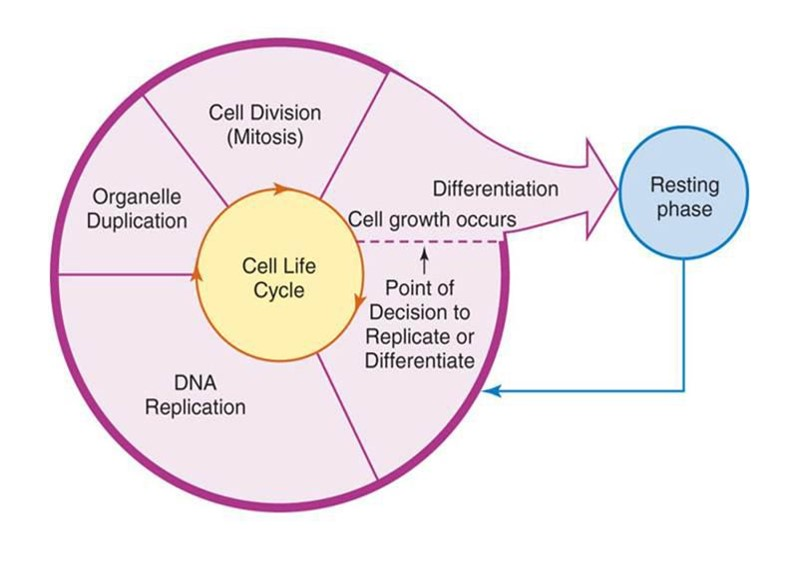 Cell Division
(Mitosis)
Organelle
Duplication
Differentiation
Cell growth occurs
Resting
phase
Cell Life
Cycle
Point of
Decision to
Replicate or
Differentiate
DNA
Replication